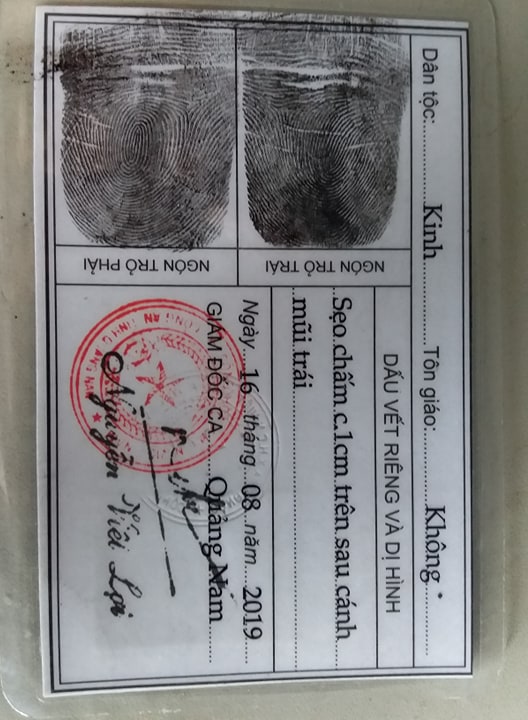 Dân tộc: Kinh Tôn giáo: Không
NGÓN TRỎ TRÁI
NGÓN TRỎ PHẢI
DẤU VẾT RIÊNG VÀ DỊ HÌNH
Sẹo chấm c.1cm trên sau cánh
mũi trái
Ngày 16 tháng 08 năm 2019
GIÁM ĐỐC CA Quảng Nam
Nguyễn Viết Lợi